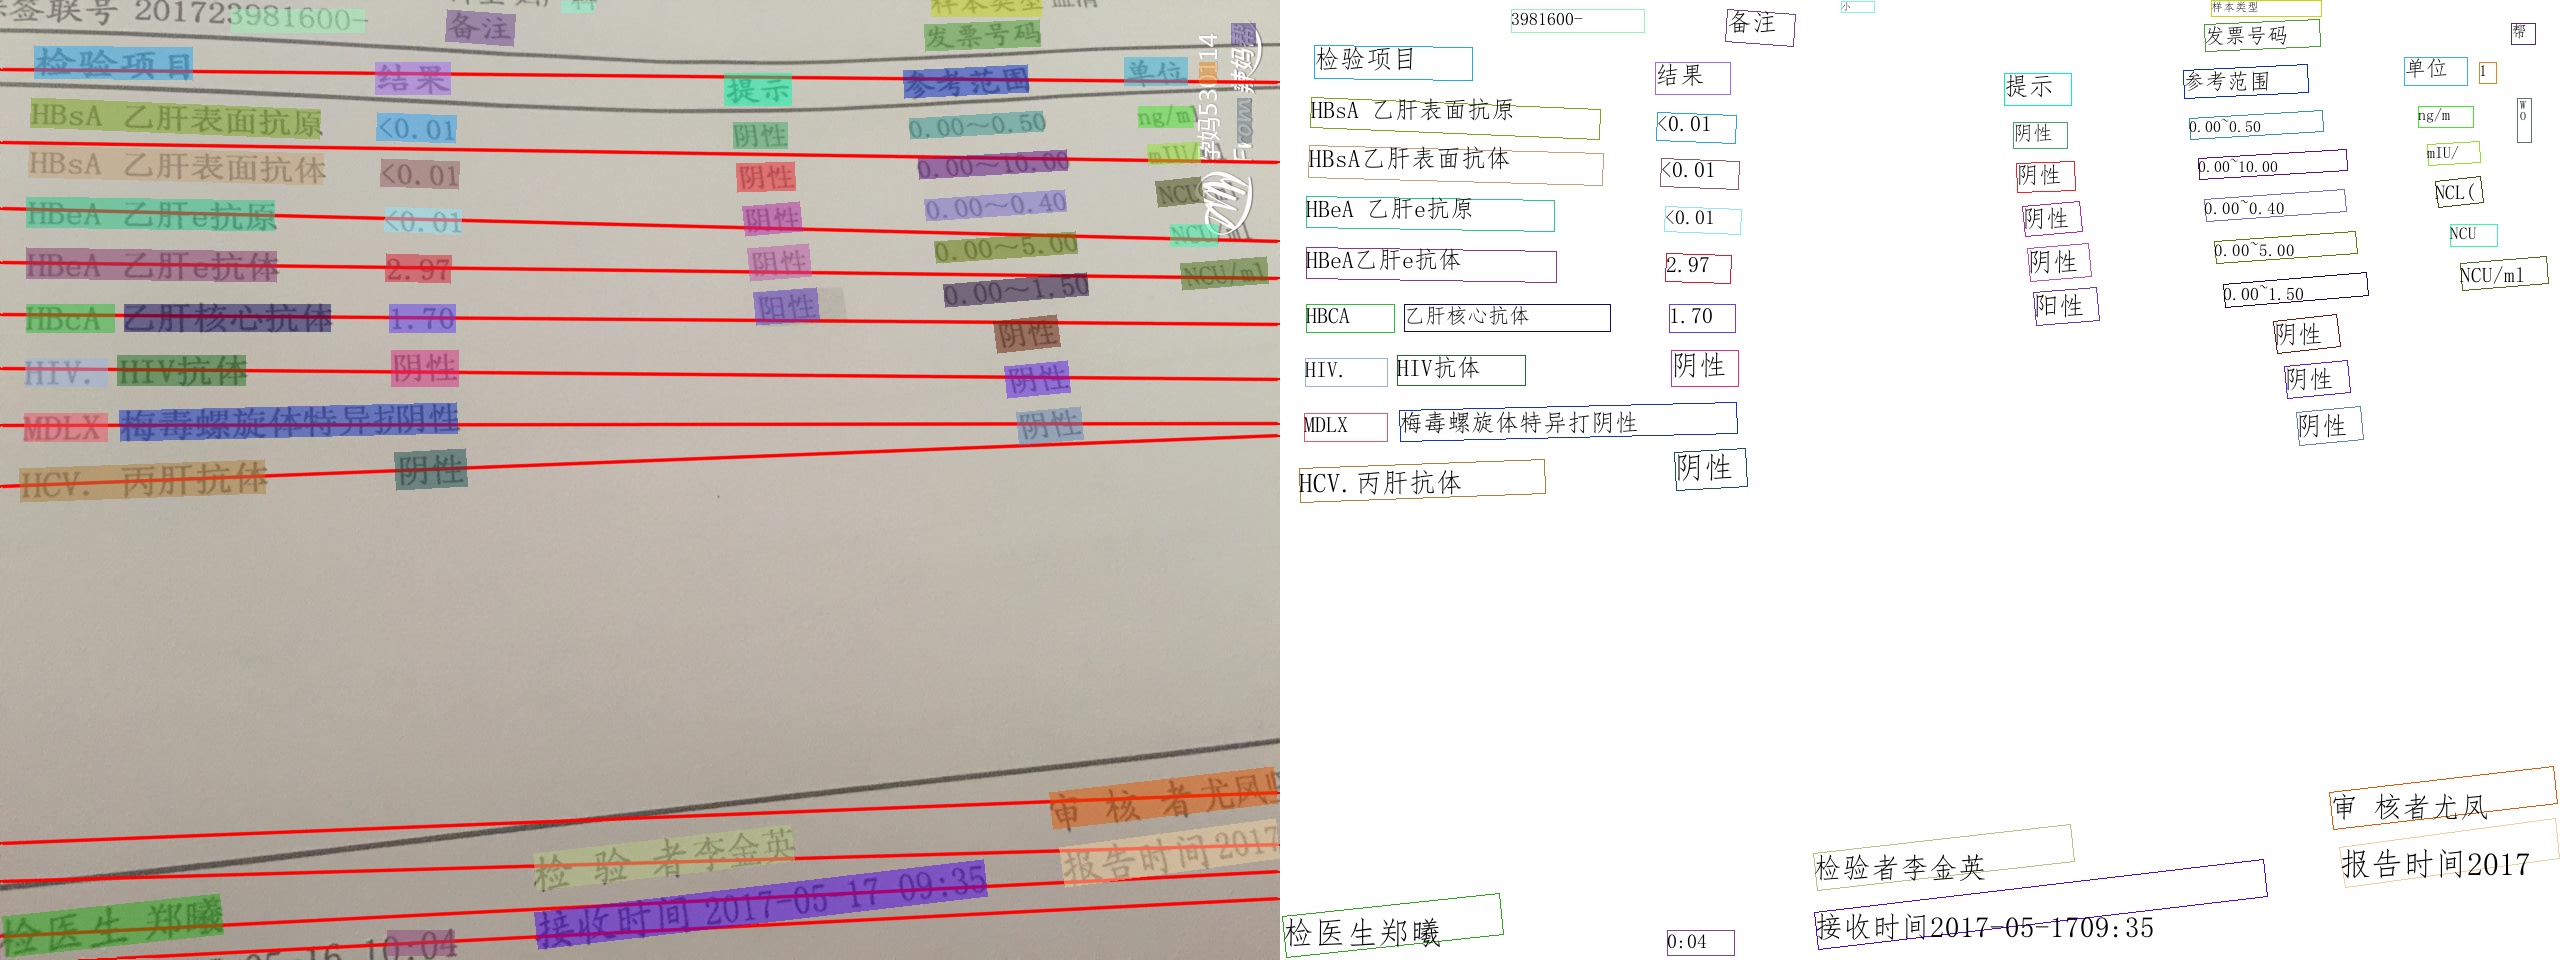 签联号 201723981600- 备注 样本类型
发票号码
检验项目 结果 提示 参考范围 单位
HBsA 乙肝表面抗原 <0.01 阴性 0.00～0.50 ng/ml
HBsA 乙肝表面抗体 <0.01 阴性 0.00～10.00 mIU/
HBeA 乙肝e抗原 <0.01 阴性 0.00～0.40 NCU
HBeA 乙肝e抗体 2.97 阴性 0.00～5.00 NCU
HBcA 乙肝核心抗体 1.70 阳性 0.00～1.50 NCU/ml
HIV. HIV抗体 阴性 阴性
MDLX 梅毒螺旋体特异抗阴性 阴性
HCV. 丙肝抗体 阴性 阴性
审 核 者尤凤
检 验 者李金英 报告时间2017
检医生 郑曦 接收时间 2017-05-17 09:35
05-16 10:04
3981600- 备注 小 样本类型
发票号码 帮
检验项目 结果 提示 参考范围 单位 1
HBsA 乙肝表面抗原 <0.01 阴性 0.00~0.50 ng/m
HBsA乙肝表面抗体 <0.01 阴性 0.00~10.00 mIU/
HBeA 乙肝e抗原 <0.01 阴性 0.00~0.40 NCL(
HBeA乙肝e抗体 2.97 阴性 0.00~5.00 NCU
HBCA 乙肝核心抗体 1.70 阳性 0.00~1.50 NCU/ml
HIV. HIV抗体 阴性 阴性
MDLX 梅毒螺旋体特异打阴性 阴性
HCV.丙肝抗体 阴性 阴性
审 核者尤凤
检验者李金英 报告时间2017
检医生郑曦 接收时间2017-05-1709:35
0:04